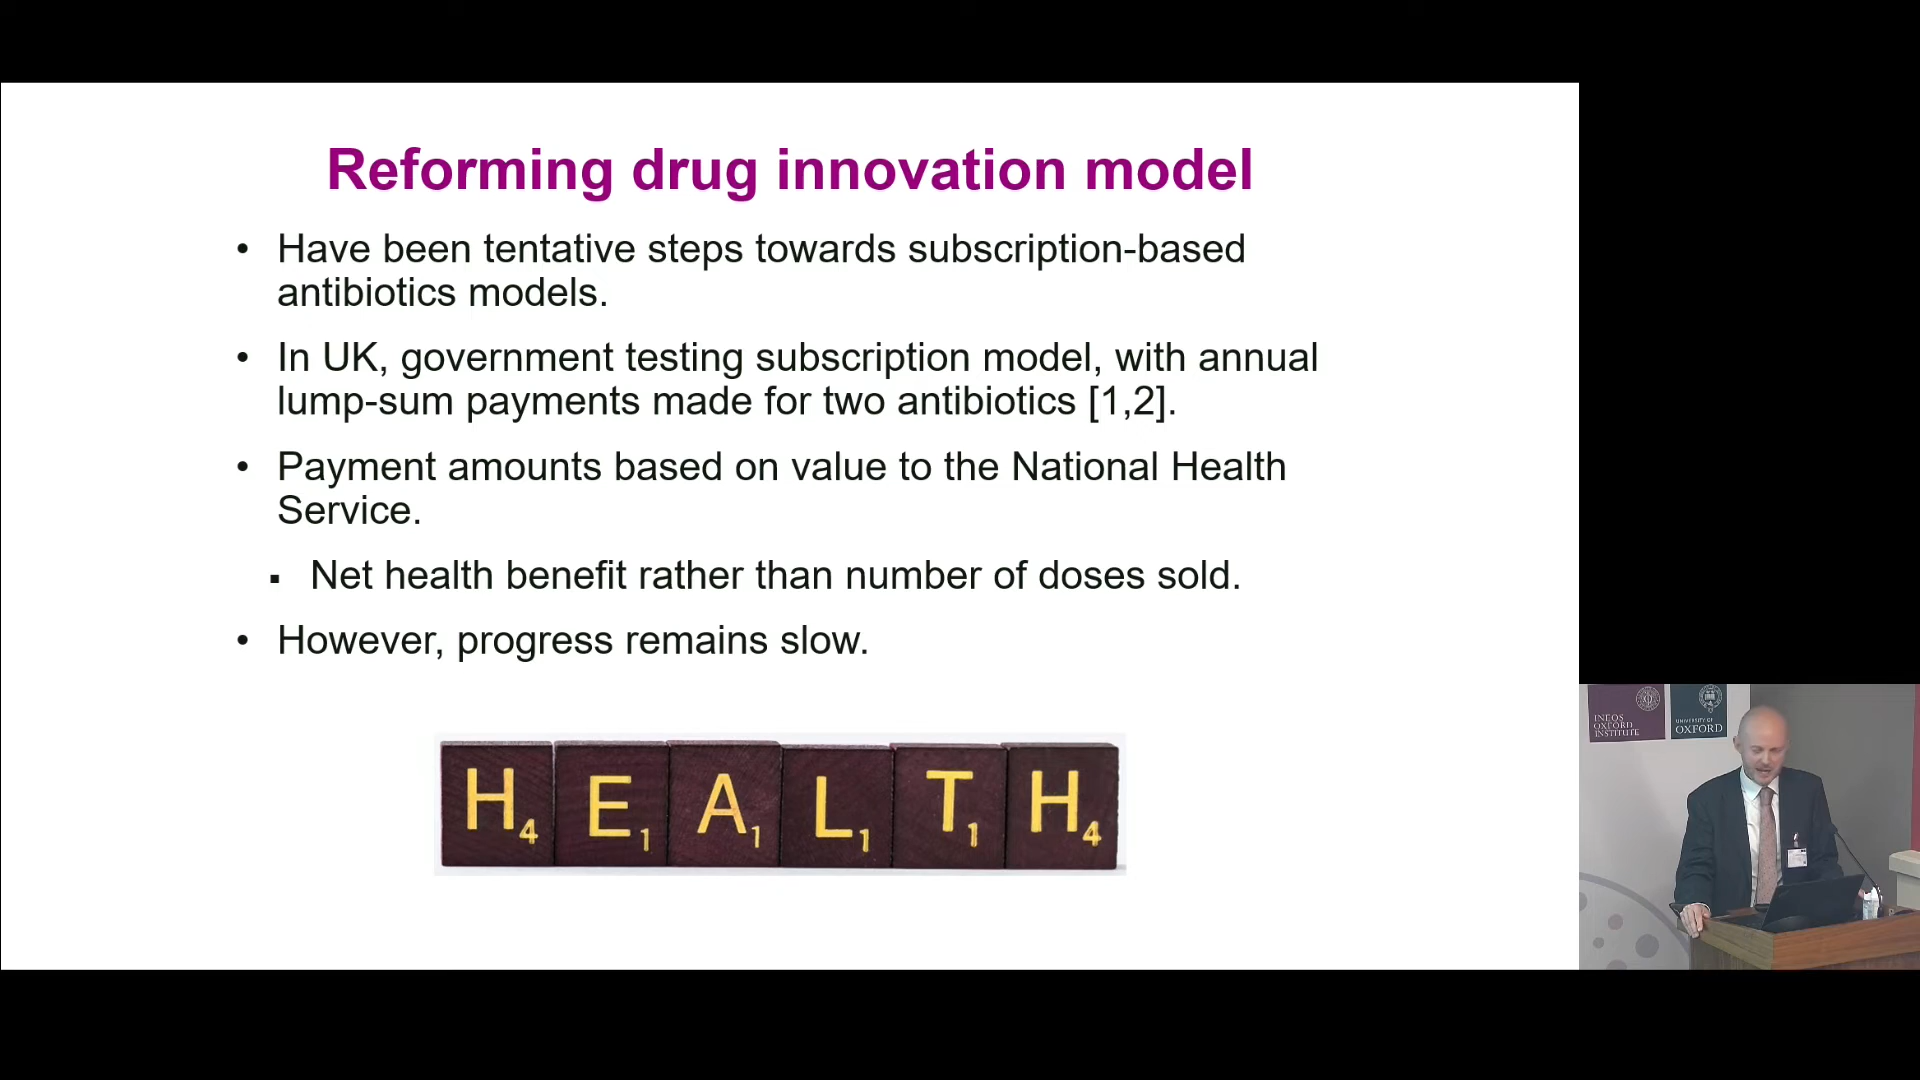 Reforming drug innovation model
• Have been tentative steps towards subscription-based
antibiotics models.
• In UK, government testing subscription model, with annual
lump-sum payments made for two antibiotics [1,2].
• Payment amounts based on value to the National Health
Service.
▪ Net health benefit rather than number of doses sold.
• However, progress remains slow.
H4 E1 A1 L1 T1 H4
INEOS
OXFORD
INSTITUTE
UNIVERSITY OF
OXFORD